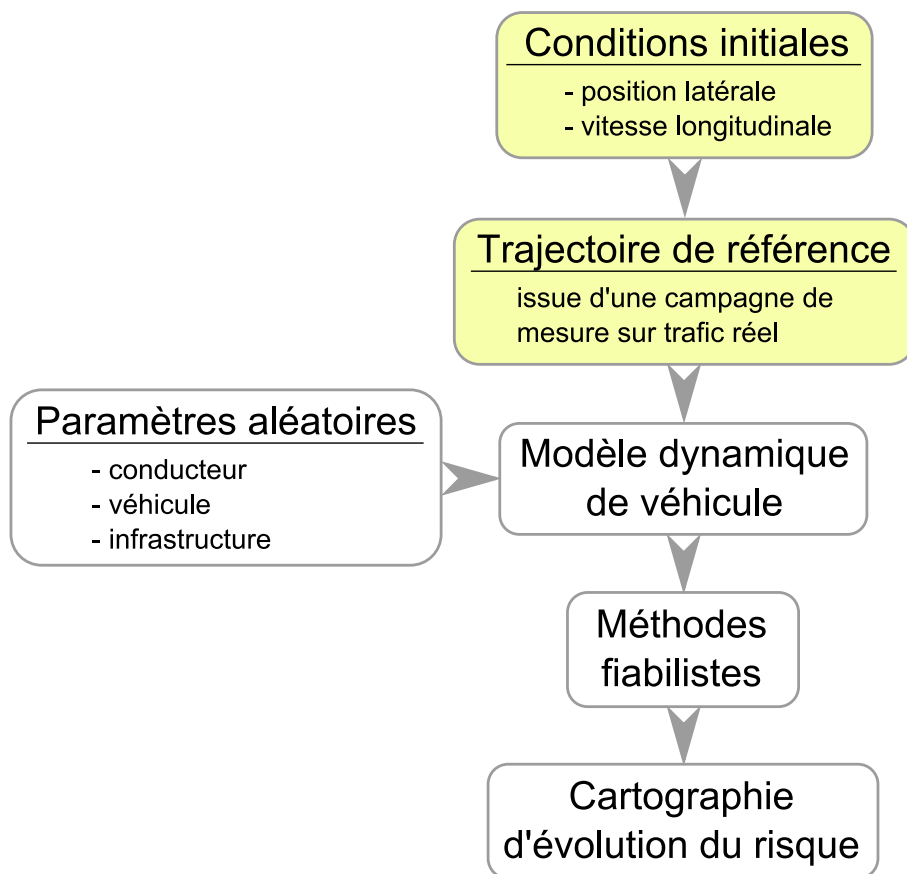 Conditions initiales
- position latérale
- vitesse longitudinale
Trajectoire de référence
issue d'une campagne de
mesure sur trafic réel
Paramètres aléatoires
- conducteur
- véhicule
- infrastructure
Modèle dynamique
de véhicule
Méthodes
fiabilistes
Cartographie
d'évolution du risque